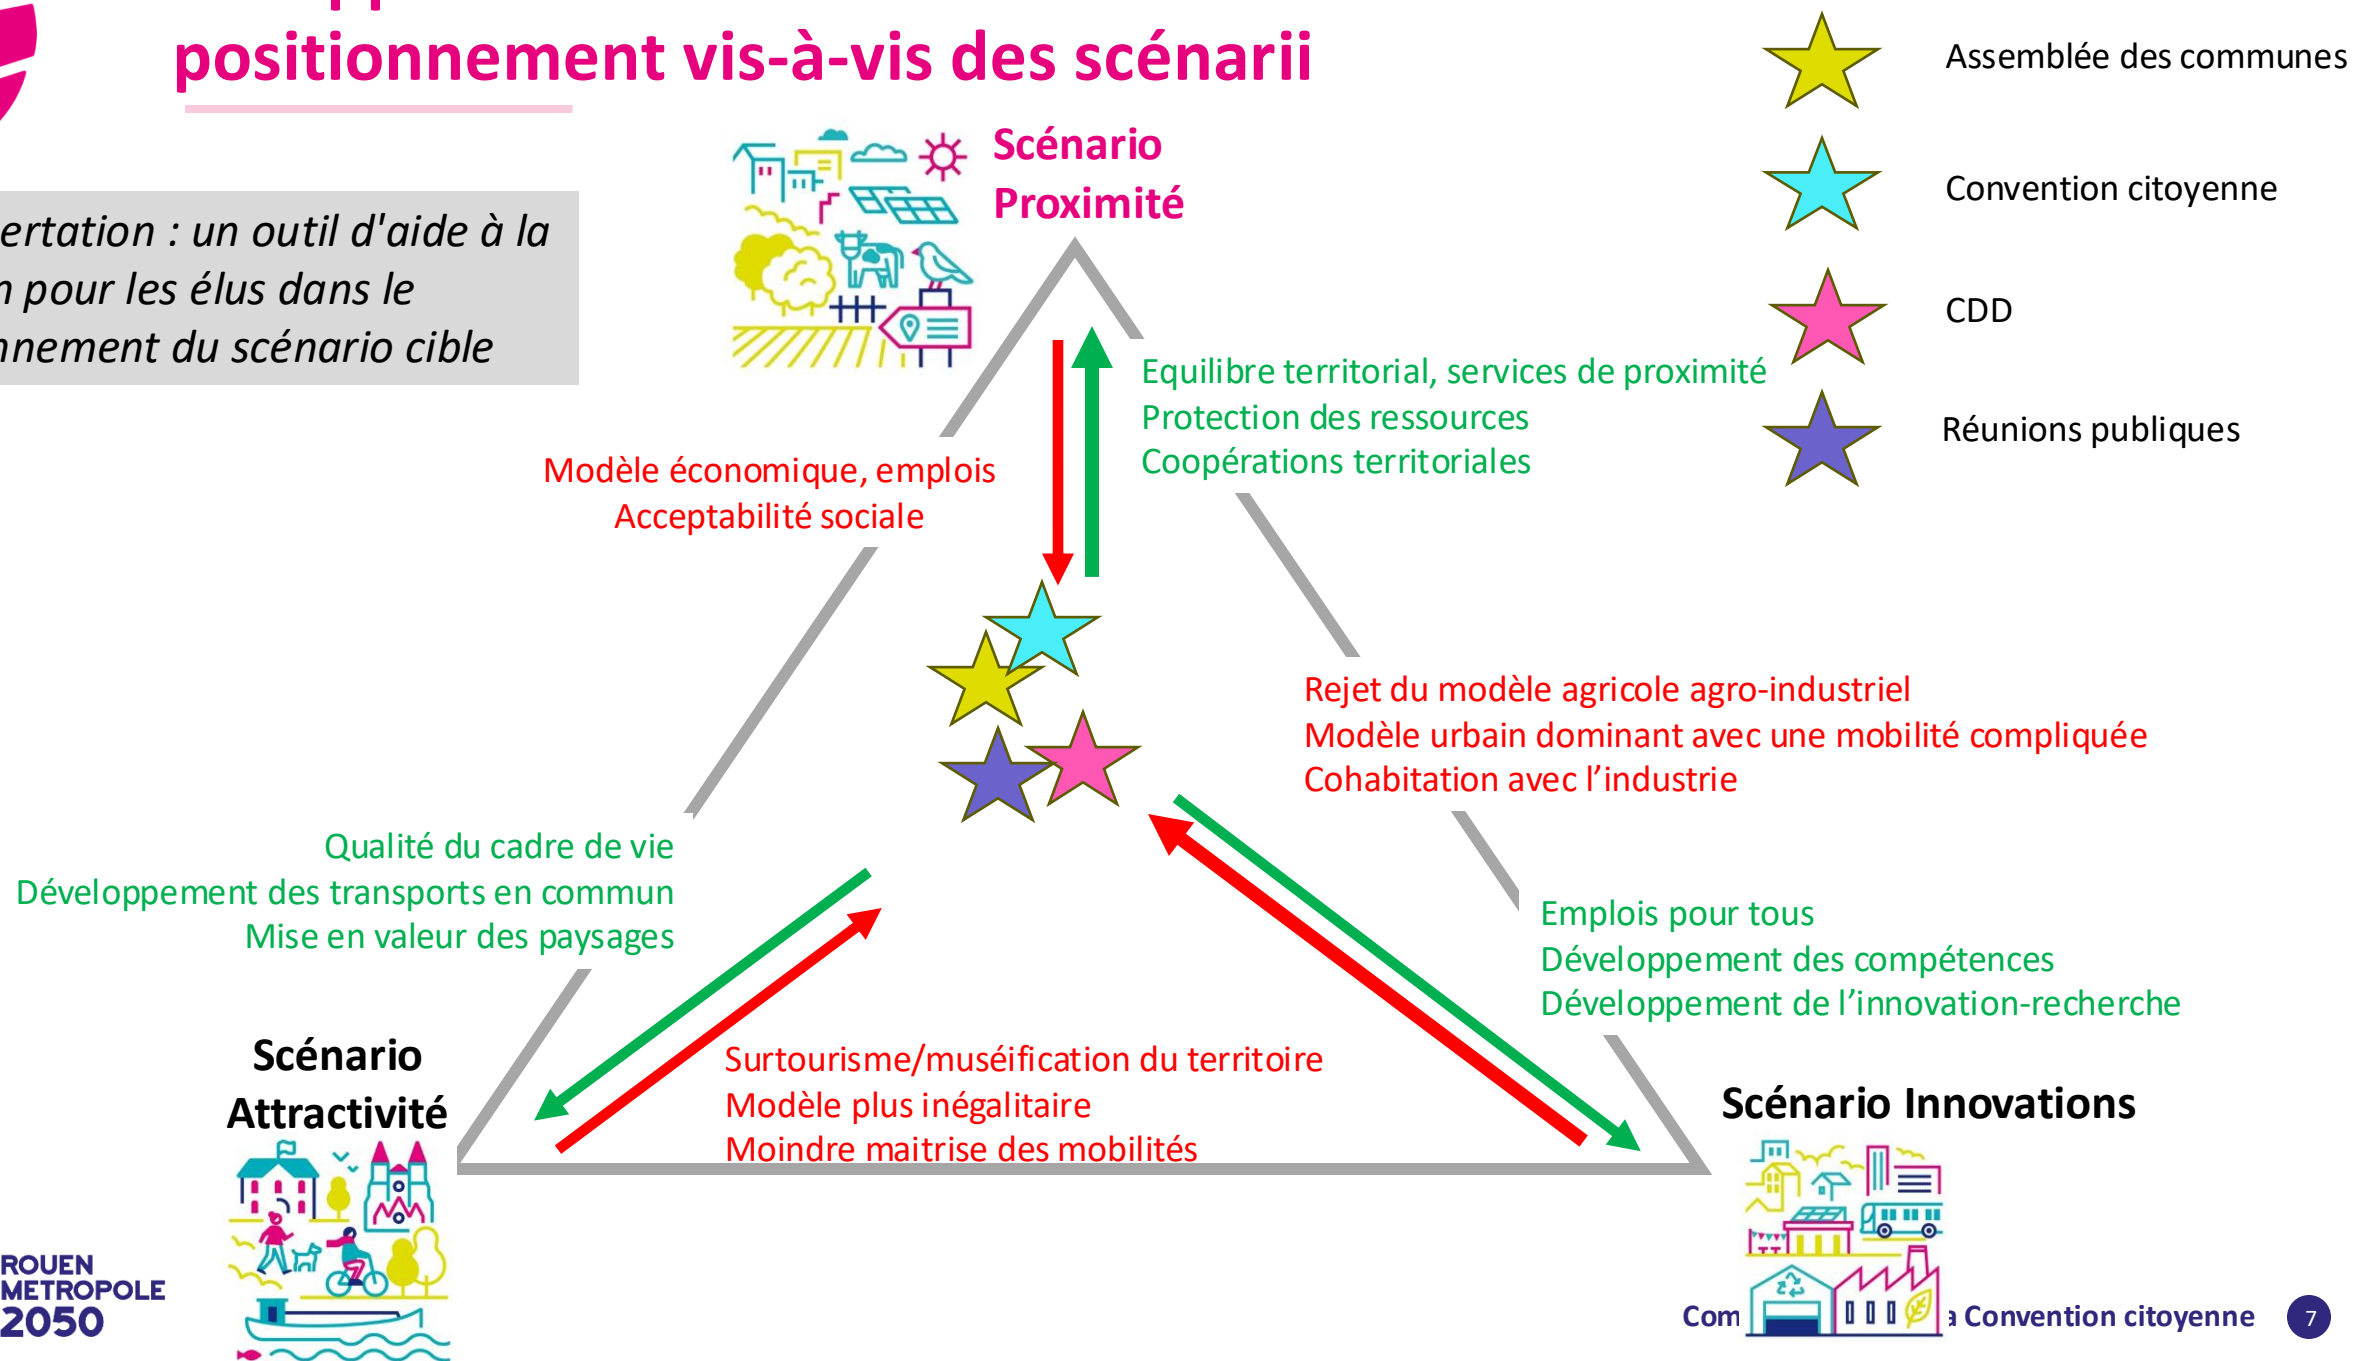 positionnement vis-à-vis des scénarii
Assemblée des communes
Convention citoyenne
CDD
Réunions publiques
Scénario
Proximité
: un outil d'aide à la
pour les élus dans le
du scénario cible
Equilibre territorial, services de proximité
Protection des ressources
Coopérations territoriales
Modèle économique, emplois
Acceptabilité sociale
Rejet du modèle agricole agro-industriel
Modèle urbain dominant avec une mobilité compliquée
Cohabitation avec l’industrie
Qualité du cadre de vie
Développement des transports en commun
Mise en valeur des paysages
Emplois pour tous
Développement des compétences
Développement de l’innovation-recherche
Scénario
Attractivité
Surtourisme/muséification du territoire
Modèle plus inégalitaire
Moindre maitrise des mobilités
Scénario Innovations
ROUEN
METROPOLE
2050
Convention citoyenne
7